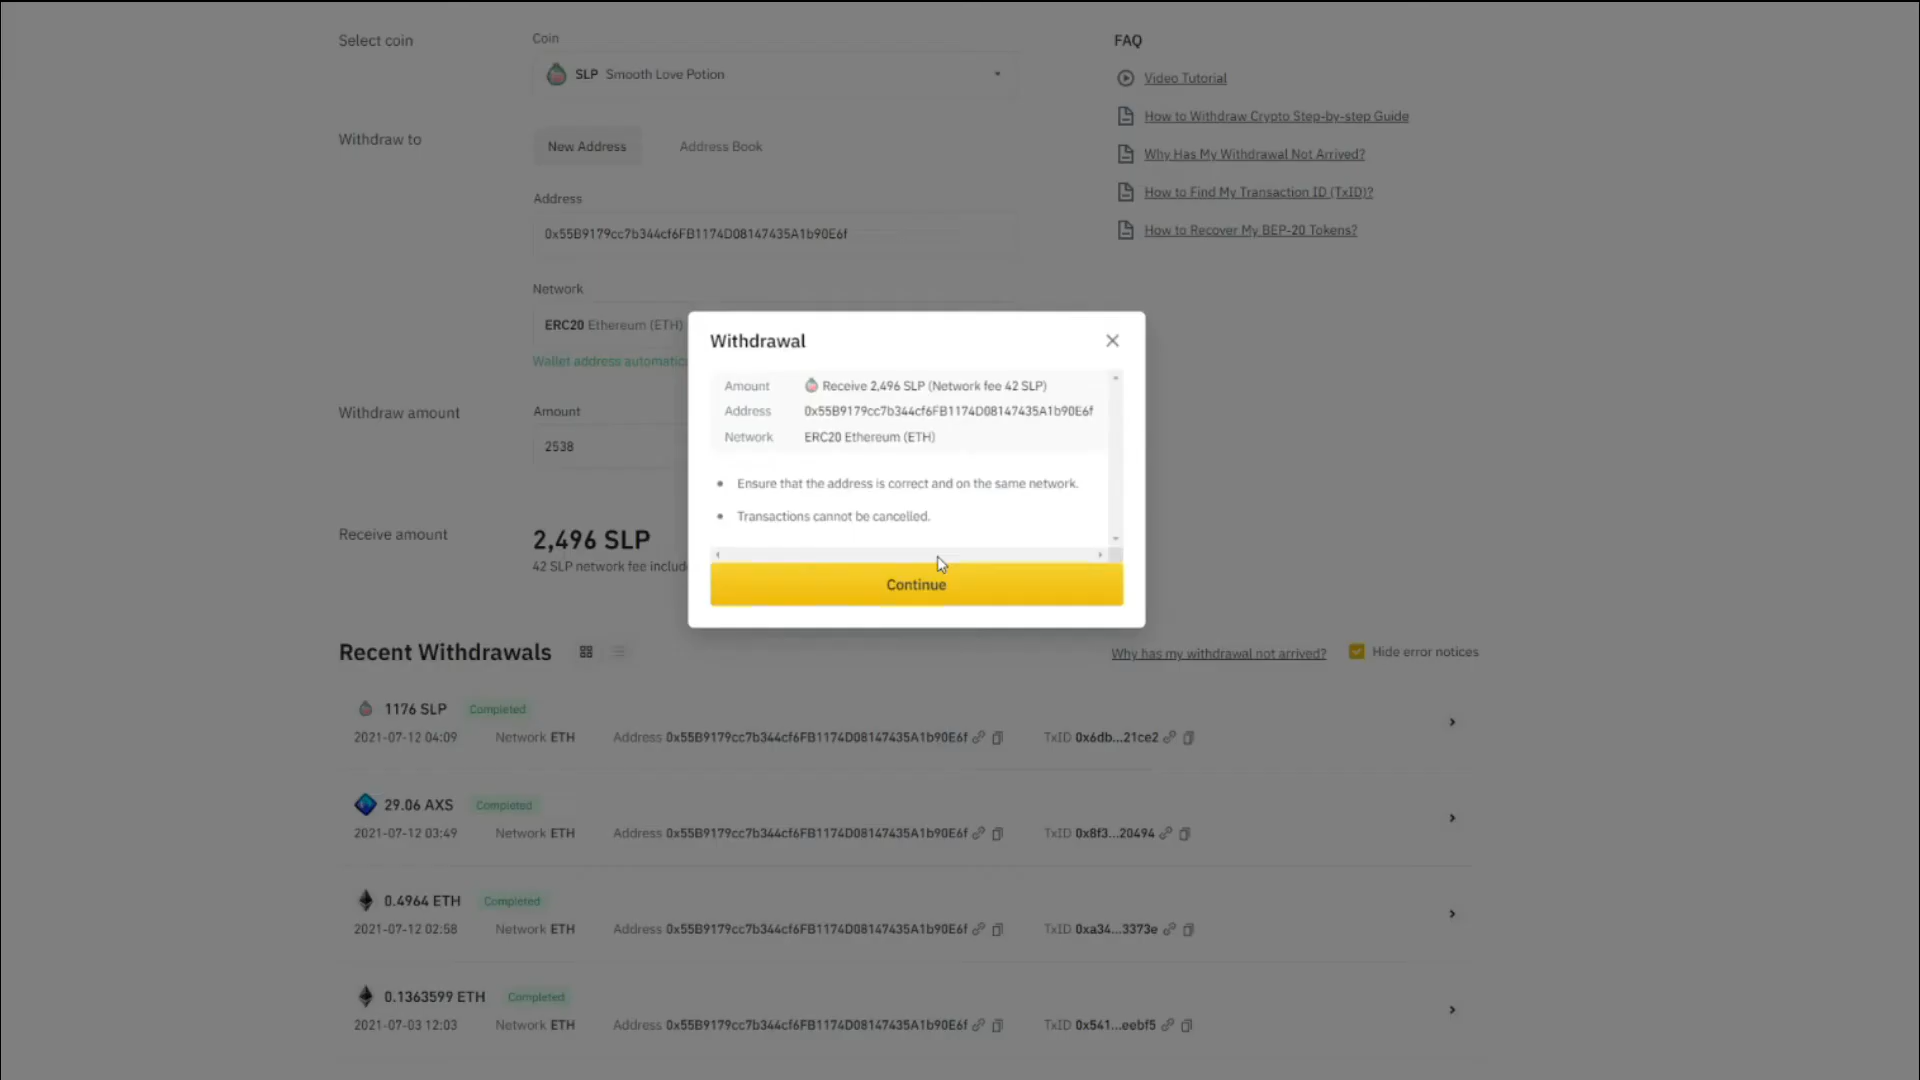 Select coin
Coin
FAQ
SLP Smooth Love Potion
Video Tutorial
How to Withdraw Crypto Step-by-step Guide
Withdraw to
New Address
Address Book
Why Has My Withdrawal Not Arrived?
How to Find My Transaction ID (TxID)?
Address
0x55B9179cc7b344cf6FB1174D08147435A1b90E6f
How to Recover My BEP-20 Tokens?
Network
ERC20 Ethereum (ETH)
Wallet address automatic
Withdraw amount
Amount
2538
Receive amount
2,496 SLP
42 SLP network fee includ
Withdrawal
Amount Receive 2,496 SLP (Network fee 42 SLP)
Address 0x55B9179cc7b344cf6FB1174D08147435A1b90E6f
Network ERC20 Ethereum (ETH)
Ensure that the address is correct and on the same network.
Transactions cannot be cancelled.
Continue
Recent Withdrawals
Why has my withdrawal not arrived?
Hide error notices
1176 SLP Completed
2021-07-12 04:09 Network ETH Address 0x55B9179cc7b344cf6FB1174D08147435A1b90E6f TxID 0x6db...21ce2
29.06 AXS Completed
2021-07-12 03:49 Network ETH Address 0x55B9179cc7b344cf6FB1174D08147435A1b90E6f TxID 0x8f3...20494
0.4964 ETH Completed
2021-07-12 02:58 Network ETH Address 0x55B9179cc7b344cf6FB1174D08147435A1b90E6f TxID 0xa34...3373e
0.1363599 ETH Completed
2021-07-03 12:03 Network ETH Address 0x55B9179cc7b344cf6FB1174D08147435A1b90E6f TxID 0x541...eebf5